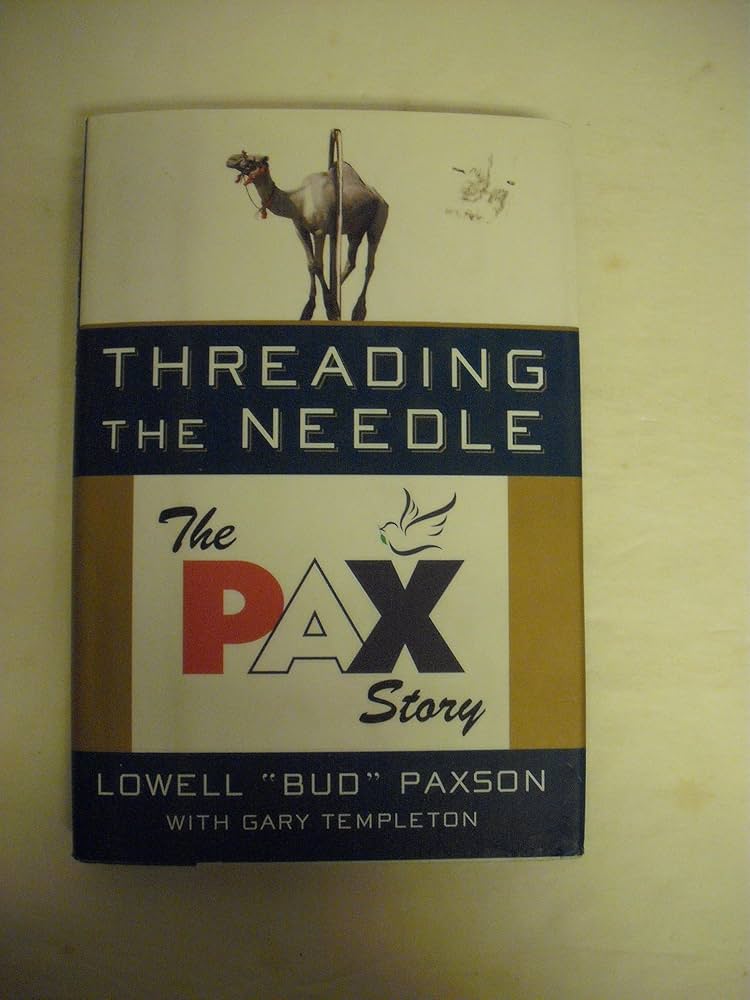 THREADING
THE NEEDLE
The
PAX
Story
LOWELL "BUD" PAXSON
WITH GARY TEMPLETON